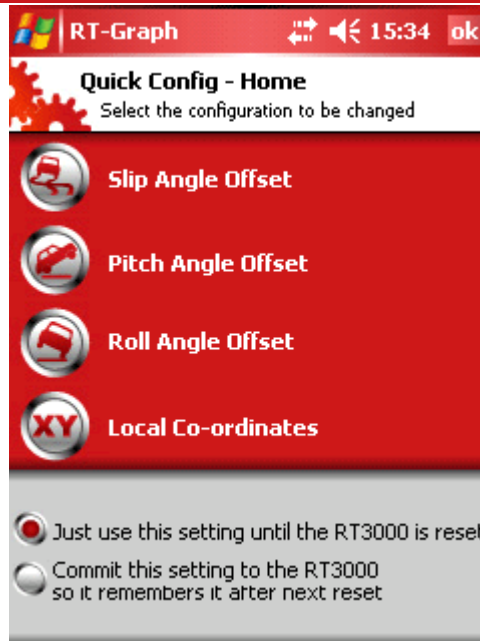 RT-Graph 15:34 ok
Quick Config - Home
Select the configuration to be changed
Slip Angle Offset
Pitch Angle Offset
Roll Angle Offset
XY Local Co-ordinates
Just use this setting until the RT3000 is reset
Commit this setting to the RT3000
so it remembers it after next reset